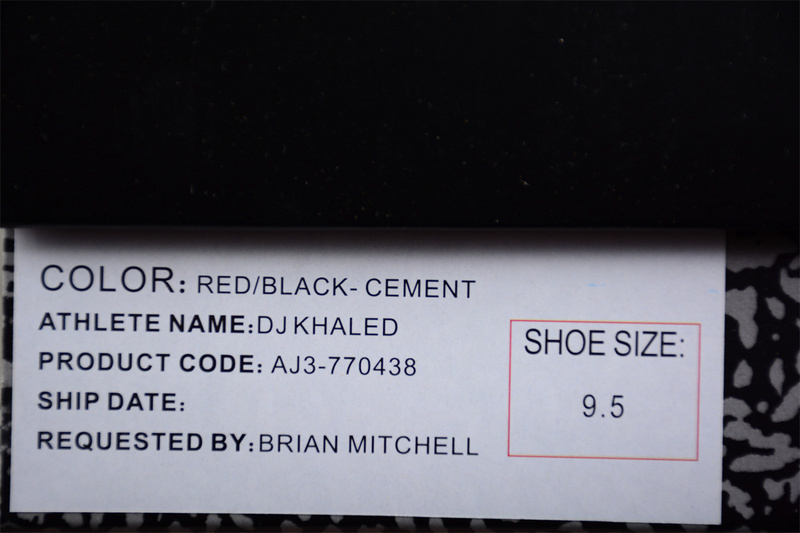 COLOR: RED/BLACK- CEMENT
ATHLETE NAME:DJ KHALED
PRODUCT CODE: AJ3-770438
SHIP DATE:
REQUESTED BY:BRIAN MITCHELL
SHOE SIZE:
9.5